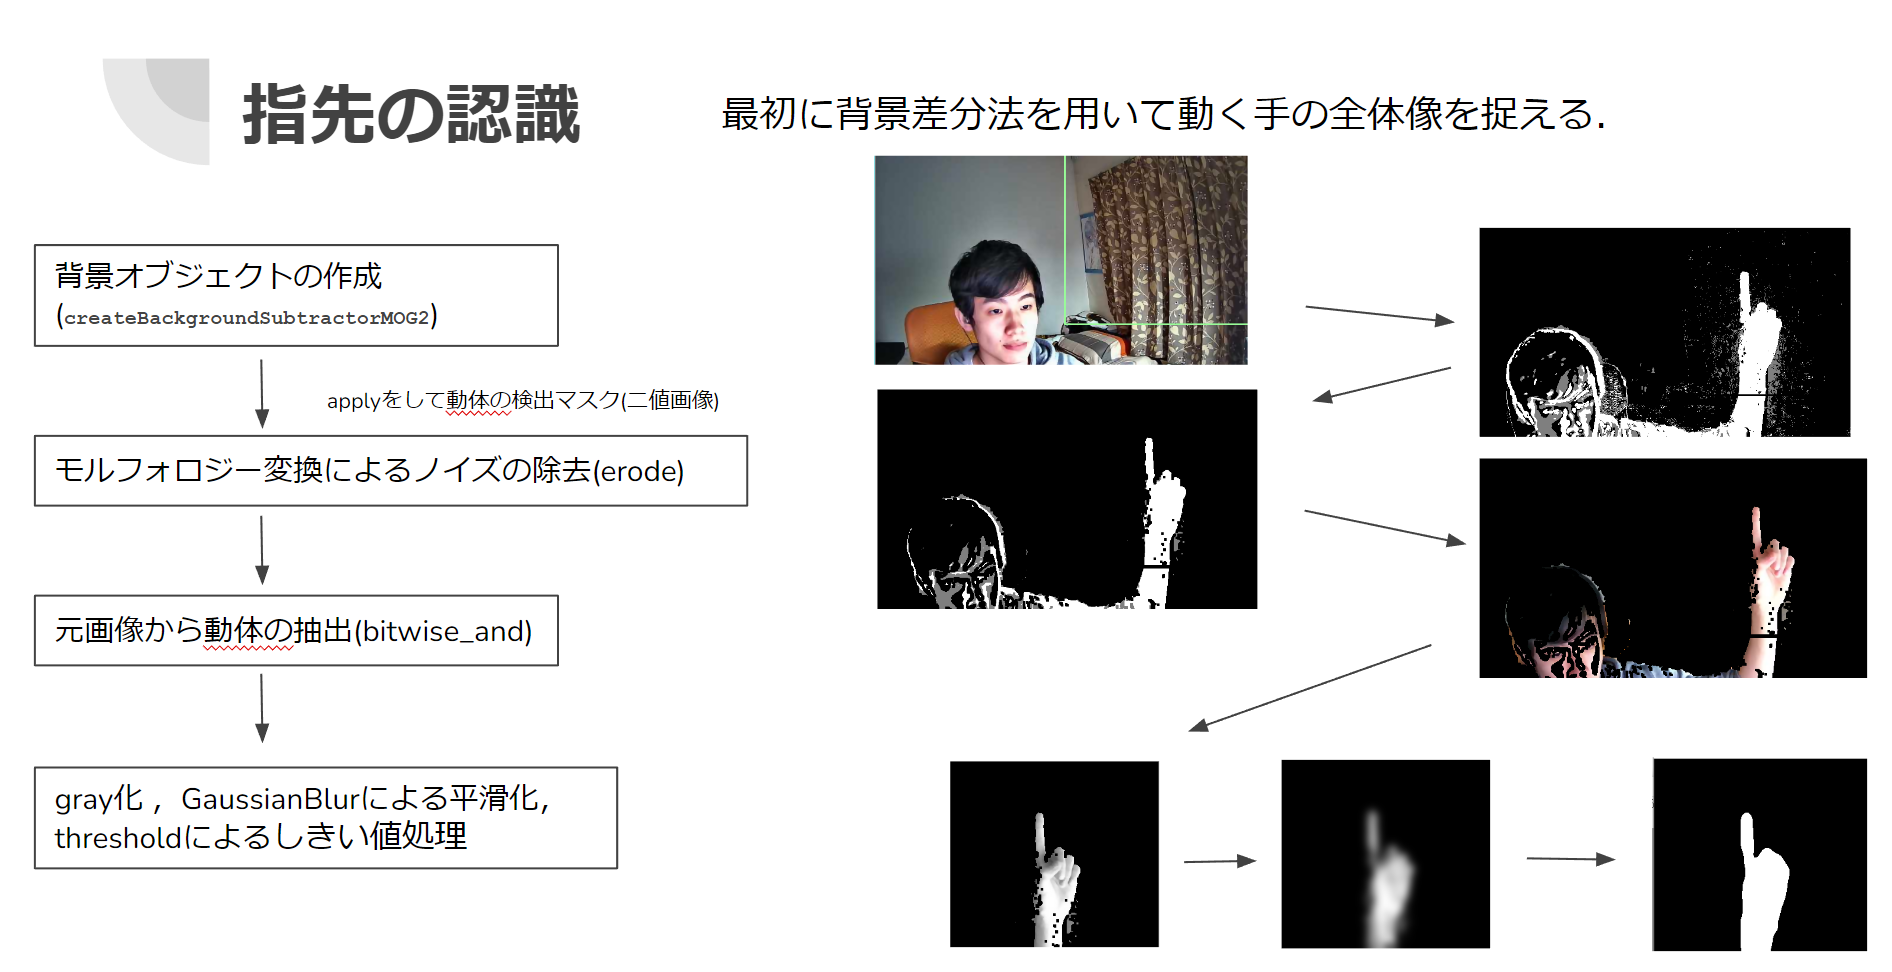 指先の認識
最初に背景差分法を用いて動く手の全体像を捉える.
背景オブジェクトの作成
(createBackgroundSubtractorMOG2)
applyをして動体の検出マスク(二値画像)
モルフォロジー変換によるノイズの除去(erode)
元画像から動体の抽出(bitwise_and)
gray化 , GaussianBlurによる平滑化,
thresholdによるしきい値処理